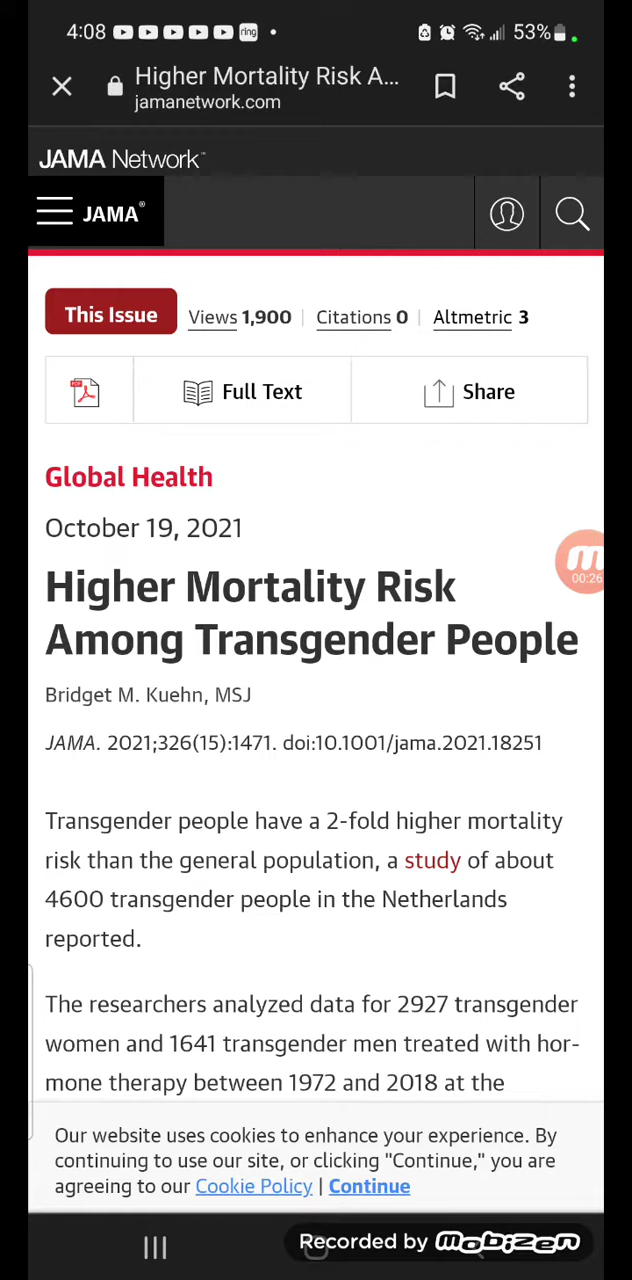 4:08 ring 53%
Higher Mortality Risk A...
jamanetwork.com
JAMA Network™
JAMA®
This Issue Views 1,900 Citations 0 Altmetric 3
PDF Full Text Share
Global Health
October 19, 2021
m
00:26
Higher Mortality Risk
Among Transgender People
Bridget M. Kuehn, MSJ
JAMA. 2021;326(15):1471. doi:10.1001/jama.2021.18251
Transgender people have a 2-fold higher mortality
risk than the general population, a study of about
4600 transgender people in the Netherlands
reported.
The researchers analyzed data for 2927 transgender
women and 1641 transgender men treated with hor-
mone therapy between 1972 and 2018 at the
Our website uses cookies to enhance your experience. By
continuing to use our site, or clicking "Continue," you are
agreeing to our Cookie Policy | Continue
Recorded by mobizen